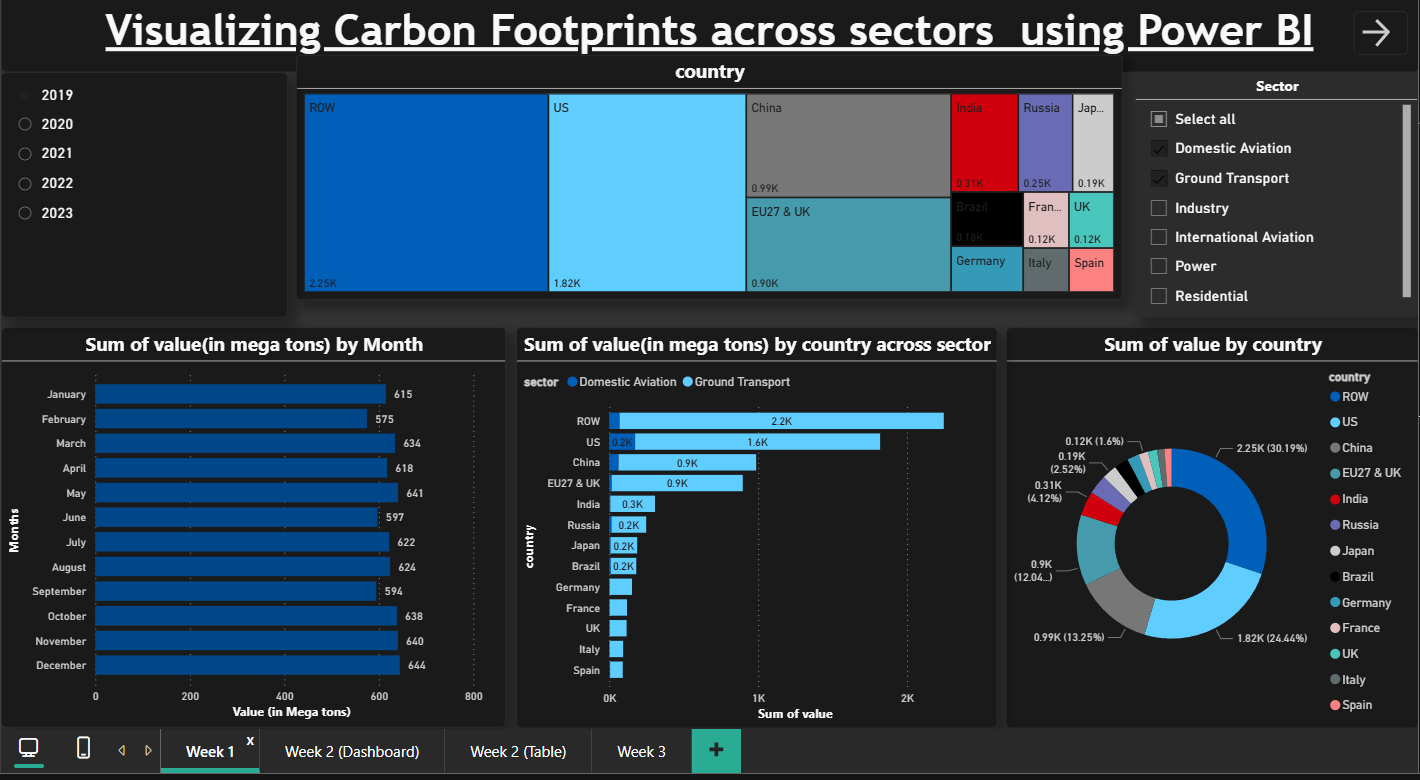 Visualizing Carbon Footprints across sectors using Power BI
2019
2020
2021
2022
2023
country
ROW
2.25K
US
1.82K
China
0.99K
EU27 & UK
0.90K
India
0.31K
Russia
0.25K
Jap...
0.19K
Brazil
0.18K
Fran...
0.12K
UK
0.12K
Germany
Italy
Spain
Sector
Select all
Domestic Aviation
Ground Transport
Industry
International Aviation
Power
Residential
Sum of value(in mega tons) by Month
Months
January 615
February 575
March 634
April 618
May 641
June 597
July 622
August 624
September 594
October 638
November 640
December 644
0 200 400 600 800
Value (in Mega tons)
Sum of value(in mega tons) by country across sector
sector Domestic Aviation Ground Transport
country
ROW 2.2K
US 0.2K 1.6K
China 0.9K
EU27 & UK 0.9K
India 0.3K
Russia 0.2K
Japan 0.2K
Brazil 0.2K
Germany
France
UK
Italy
Spain
0K 1K 2K
Sum of value
Sum of value by country
2.25K (30.19%)
1.82K (24.44%)
0.99K (13.25%)
0.9K
(12.04...)
0.31K
(4.12%)
0.19K
(2.52%)
0.12K (1.6%)
country
ROW
US
China
EU27 & UK
India
Russia
Japan
Brazil
Germany
France
UK
Italy
Spain
Week 1 x
Week 2 (Dashboard)
Week 2 (Table)
Week 3
+